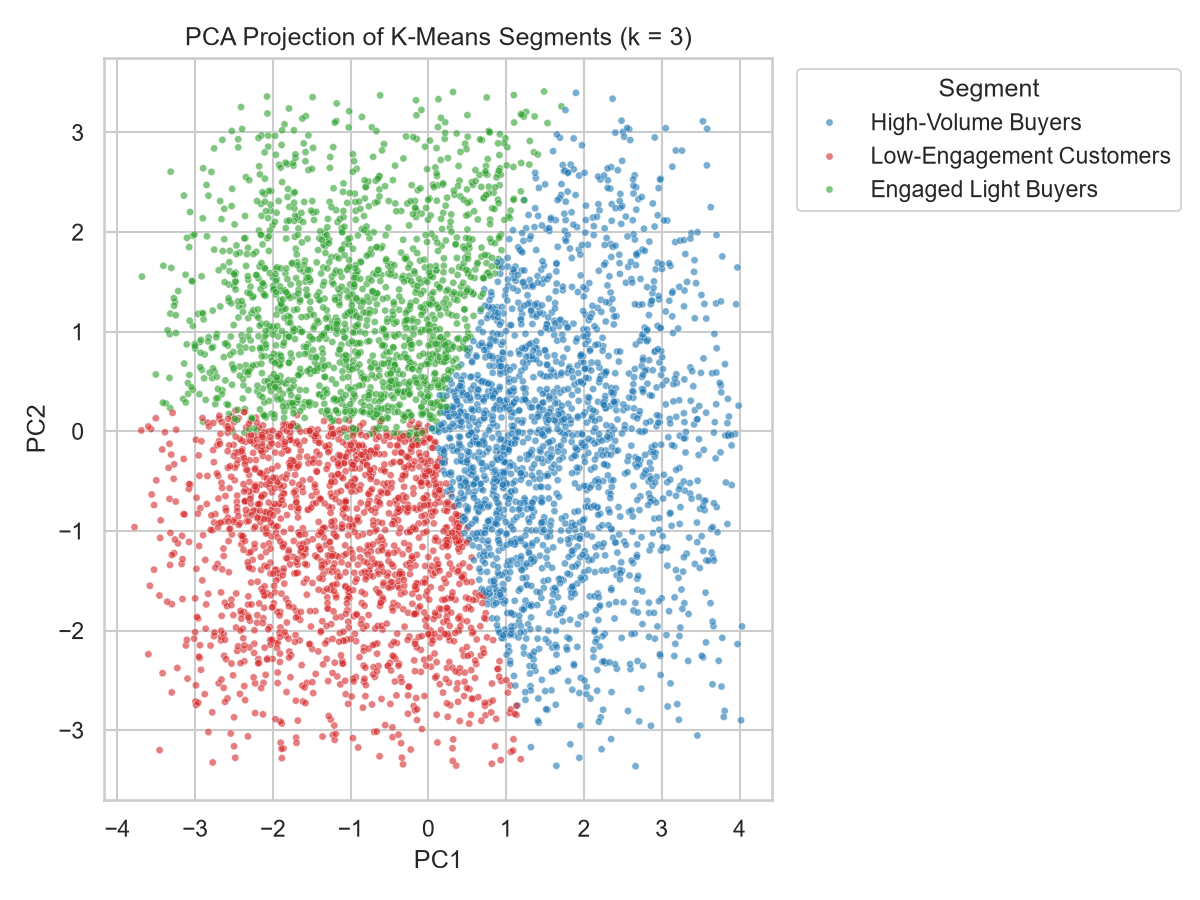 PCA Projection of K-Means Segments (k = 3)
Segment
High-Volume Buyers
Low-Engagement Customers
Engaged Light Buyers
3
2
1
0
−1
−2
−3
PC2
−4 −3 −2 −1 0 1 2 3 4
PC1